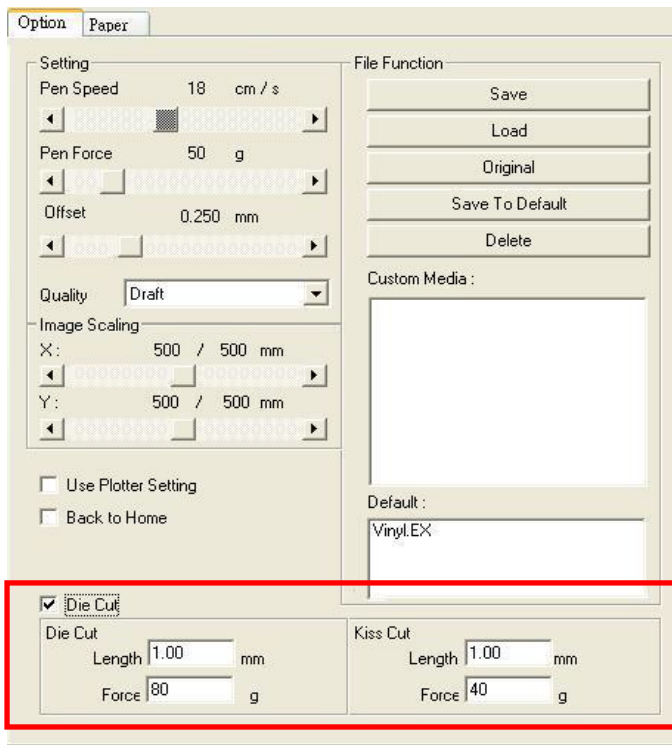 Option Paper
Setting
Pen Speed 18 cm / s
Pen Force 50 g
Offset 0.250 mm
Quality Draft
Image Scaling
X: 500 / 500 mm
Y: 500 / 500 mm
Use Plotter Setting
Back to Home
File Function
Save
Load
Original
Save To Default
Delete
Custom Media :
Default :
Vinyl.EX
Die Cut
Die Cut
Length 1.00 mm
Force 80 g
Kiss Cut
Length 1.00 mm
Force 40 g